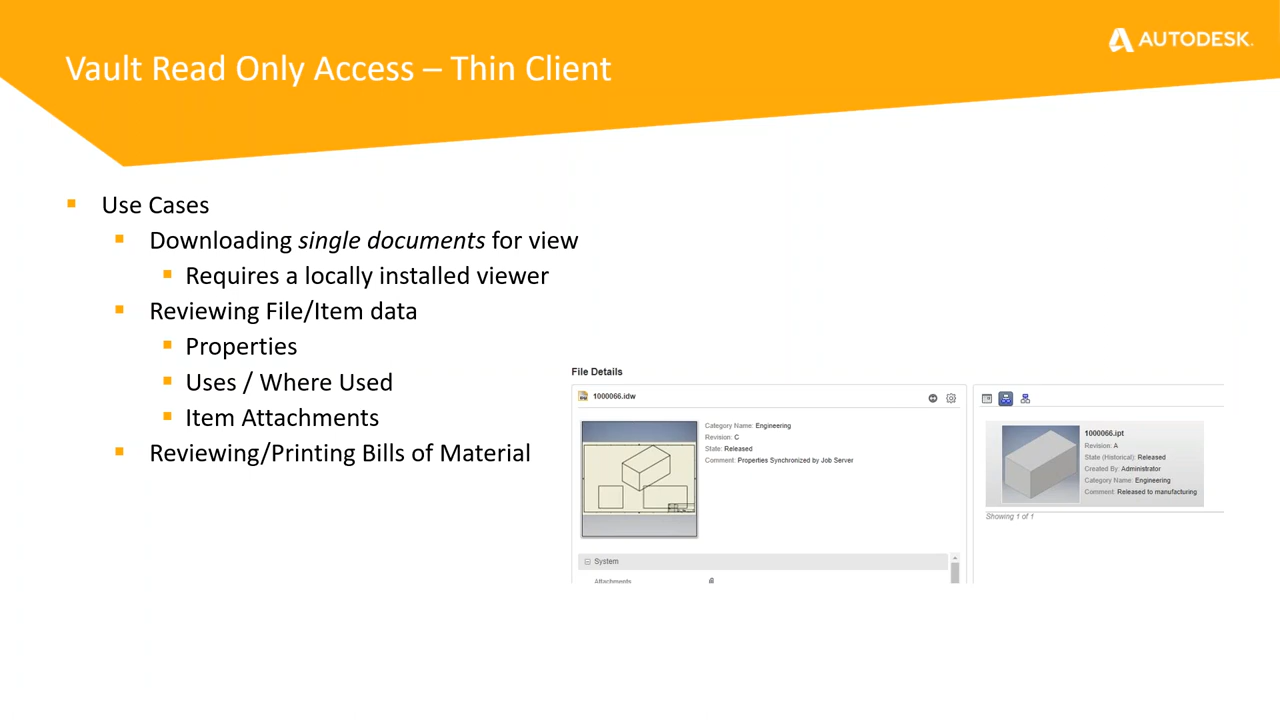 Vault Read Only Access – Thin Client
AUTODESK.
Use Cases
Downloading single documents for view
Requires a locally installed viewer
Reviewing File/Item data
Properties
Uses / Where Used
Item Attachments
Reviewing/Printing Bills of Material
File Details
1000066.idw
Category Name: Engineering
Revision: C
State: Released
Comment: Properties Synchronized by Job Server
System
Attachments
1000066.ipt
Revision: A
State (Historical): Released
Created By: Administrator
Category Name: Engineering
Comment: Released to manufacturing
Showing 1 of 1